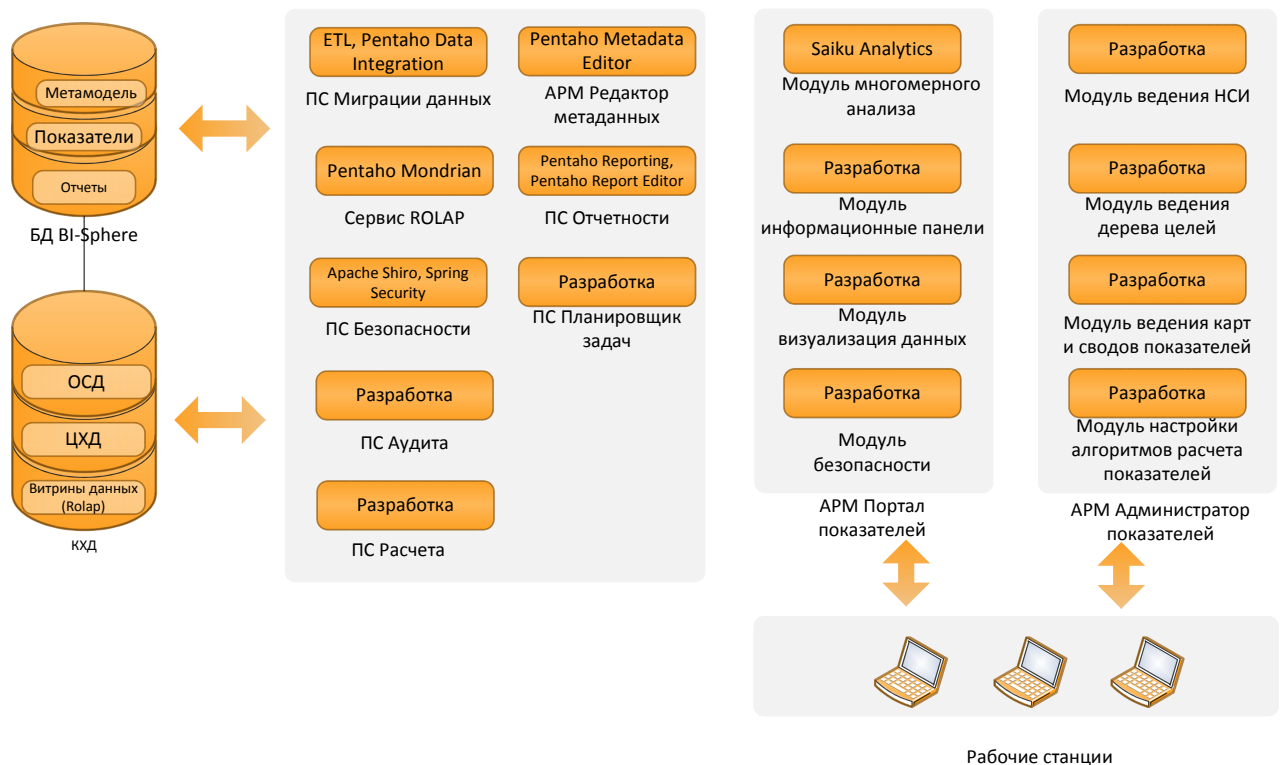 Метамодель
Показатели
Отчеты
БД BI-Sphere
ОСД
ЦХД
Витрины данных
(Rolap)
КХД
ETL, Pentaho Data
Integration
ПС Миграции данных
Pentaho Metadata
Editor
АРМ Редактор
метаданных
Pentaho Mondrian
Сервис ROLAP
Pentaho Reporting,
Pentaho Report Editor
ПС Отчетности
Apache Shiro, Spring
Security
ПС Безопасности
Разработка
ПС Планировщик
задач
Разработка
ПС Аудита
Разработка
ПС Расчета
Saiku Analytics
Модуль многомерного
анализа
Разработка
Модуль
информационные панели
Разработка
Модуль
визуализация данных
Разработка
Модуль
безопасности
АРМ Портал
показателей
Разработка
Модуль ведения НСИ
Разработка
Модуль ведения
дерева целей
Разработка
Модуль ведения карт
и сводов показателей
Разработка
Модуль настройки
алгоритмов расчета
показателей
АРМ Администратор
показателей
Рабочие станции